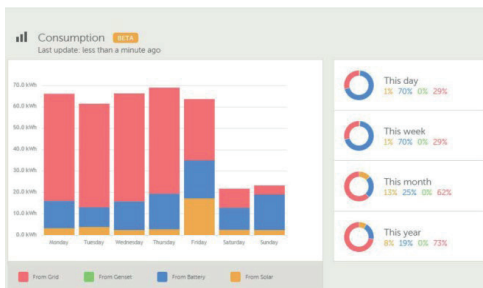 Consumption BETA
Last update: less than a minute ago
70.0 kWh
60.0 kWh
50.0 kWh
40.0 kWh
30.0 kWh
20.0 kWh
10.0 kWh
0.0 kWh
Monday Tuesday Wednesday Thursday Friday Saturday Sunday
From Grid From Genset From Battery From Solar
This day
1% 70% 0% 29%
This week
1% 70% 0% 29%
This month
13% 25% 0% 62%
This year
8% 19% 0% 73%